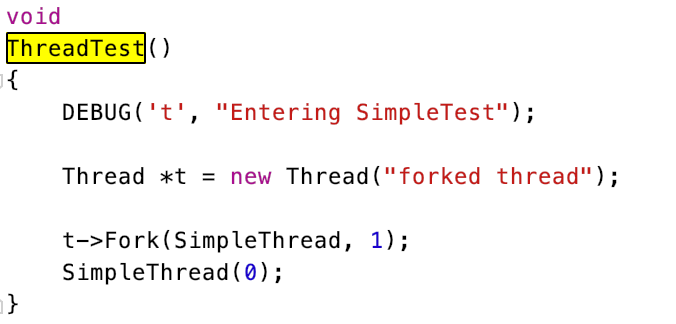 void
ThreadTest()
{
    DEBUG('t', "Entering SimpleTest");
    Thread *t = new Thread("forked thread");
    t->Fork(SimpleThread, 1);
    SimpleThread(0);
}